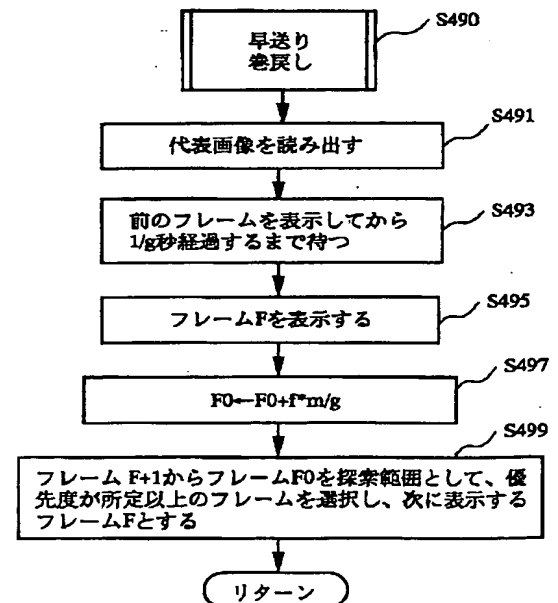 早送り
巻戻し
S490
代表画像を読み出す
S491
前のフレームを表示してから
1/g秒経過するまで待つ
S493
フレームFを表示する
S495
F0←F0+f*m/g
S497
フレーム F+1からフレームF0を探索範囲として、優
先度が所定以上のフレームを選択し、次に表示する
フレームFとする
S499
リターン